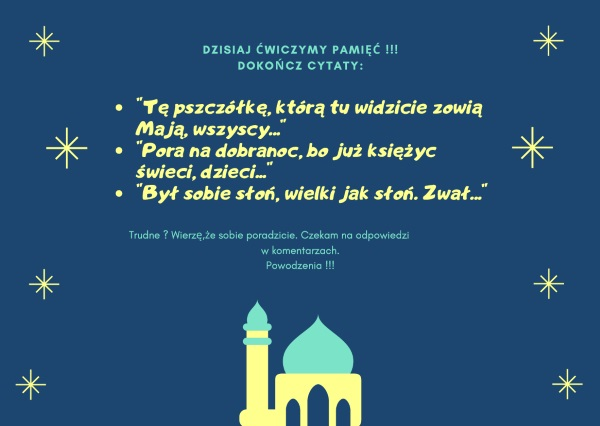 DZISIAJ ĆWICZYMY PAMIĘĆ !!!
DOKOŃCZ CYTATY:
"Tę pszczółkę, którą tu widzicie zowią
Mają, wszyscy..."
"Pora na dobranoc, bo już księżyc
świeci, dzieci..."
"Był sobie słoń, wielki jak słoń. Zwał..."
Trudne ? Wierzę,że sobie poradzicie. Czekam na odpowiedzi
w komentarzach.
Powodzenia !!!